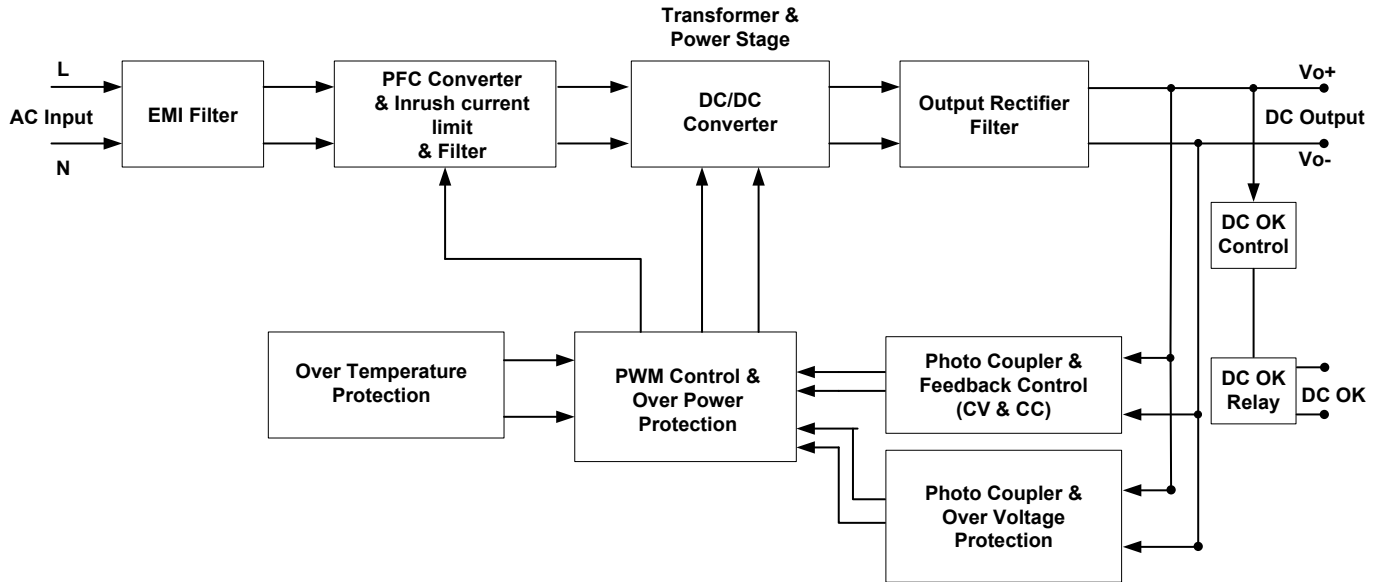 Transformer &
Power Stage
L
AC Input
N
EMI Filter
PFC Converter
& Inrush current
limit
& Filter
DC/DC
Converter
Output Rectifier
Filter
Vo+
DC Output
Vo-
DC OK
Control
Over Temperature
Protection
PWM Control &
Over Power
Protection
Photo Coupler &
Feedback Control
(CV & CC)
DC OK
Relay
DC OK
Photo Coupler &
Over Voltage
Protection